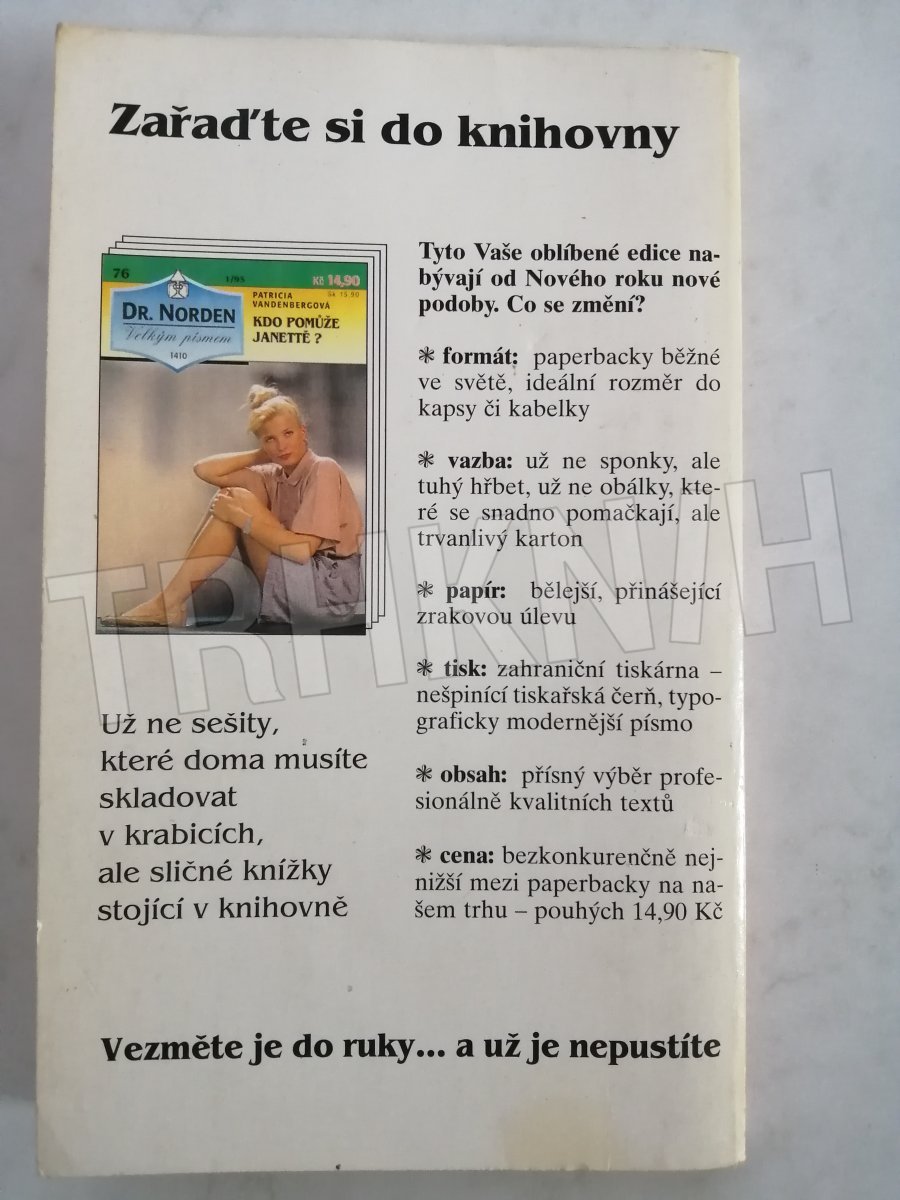 Zařaďte si do knihovny
76
1/95
Kč 14,90
Sk 15.90
DR. NORDEN
Velkým písmem
1410
PATRICIA
VANDENBERGOVÁ
KDO POMŮŽE
JANETTĚ ?
Už ne sešity,
které doma musíte
skladovat
v krabicích,
ale sličné knížky
stojící v knihovně
Tyto Vaše oblíbené edice na-
bývají od Nového roku nové
podoby. Co se změní?
❋ formát: paperbacky běžné
ve světě, ideální rozměr do
kapsy či kabelky
❋ vazba: už ne sponky, ale
tuhý hřbet, už ne obálky, kte-
ré se snadno pomačkají, ale
trvanlivý karton
❋ papír: bělejší, přinášející
zrakovou úlevu
❋ tisk: zahraniční tiskárna –
nešpinící tiskařská čerň, typo-
graficky modernější písmo
❋ obsah: přísný výběr profe-
sionálně kvalitních textů
❋ cena: bezkonkurenčně nej-
nižší mezi paperbacky na na-
šem trhu – pouhých 14,90 Kč
Vezměte je do ruky... a už je nepustíte
TRHKNIH